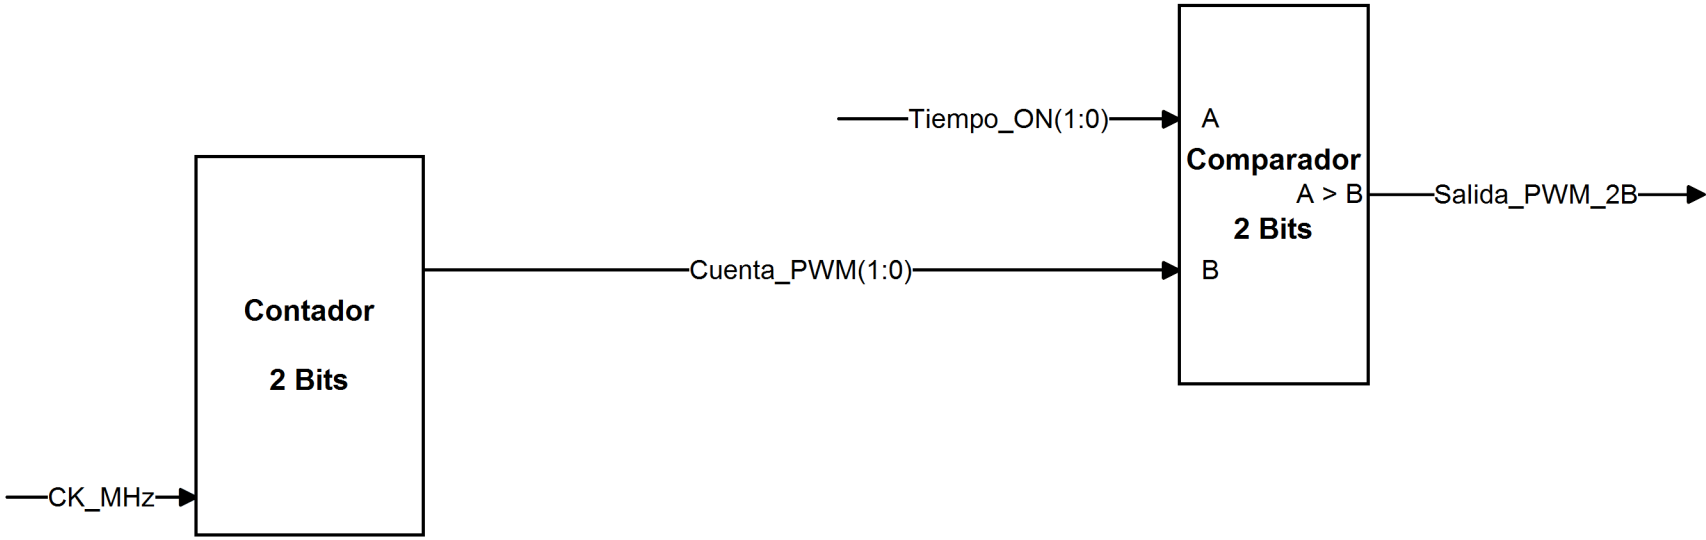 Tiempo_ON(1:0)
A
Comparador
A > B
Salida_PWM_2B
2 Bits
Cuenta_PWM(1:0)
B
Contador
2 Bits
CK_MHz